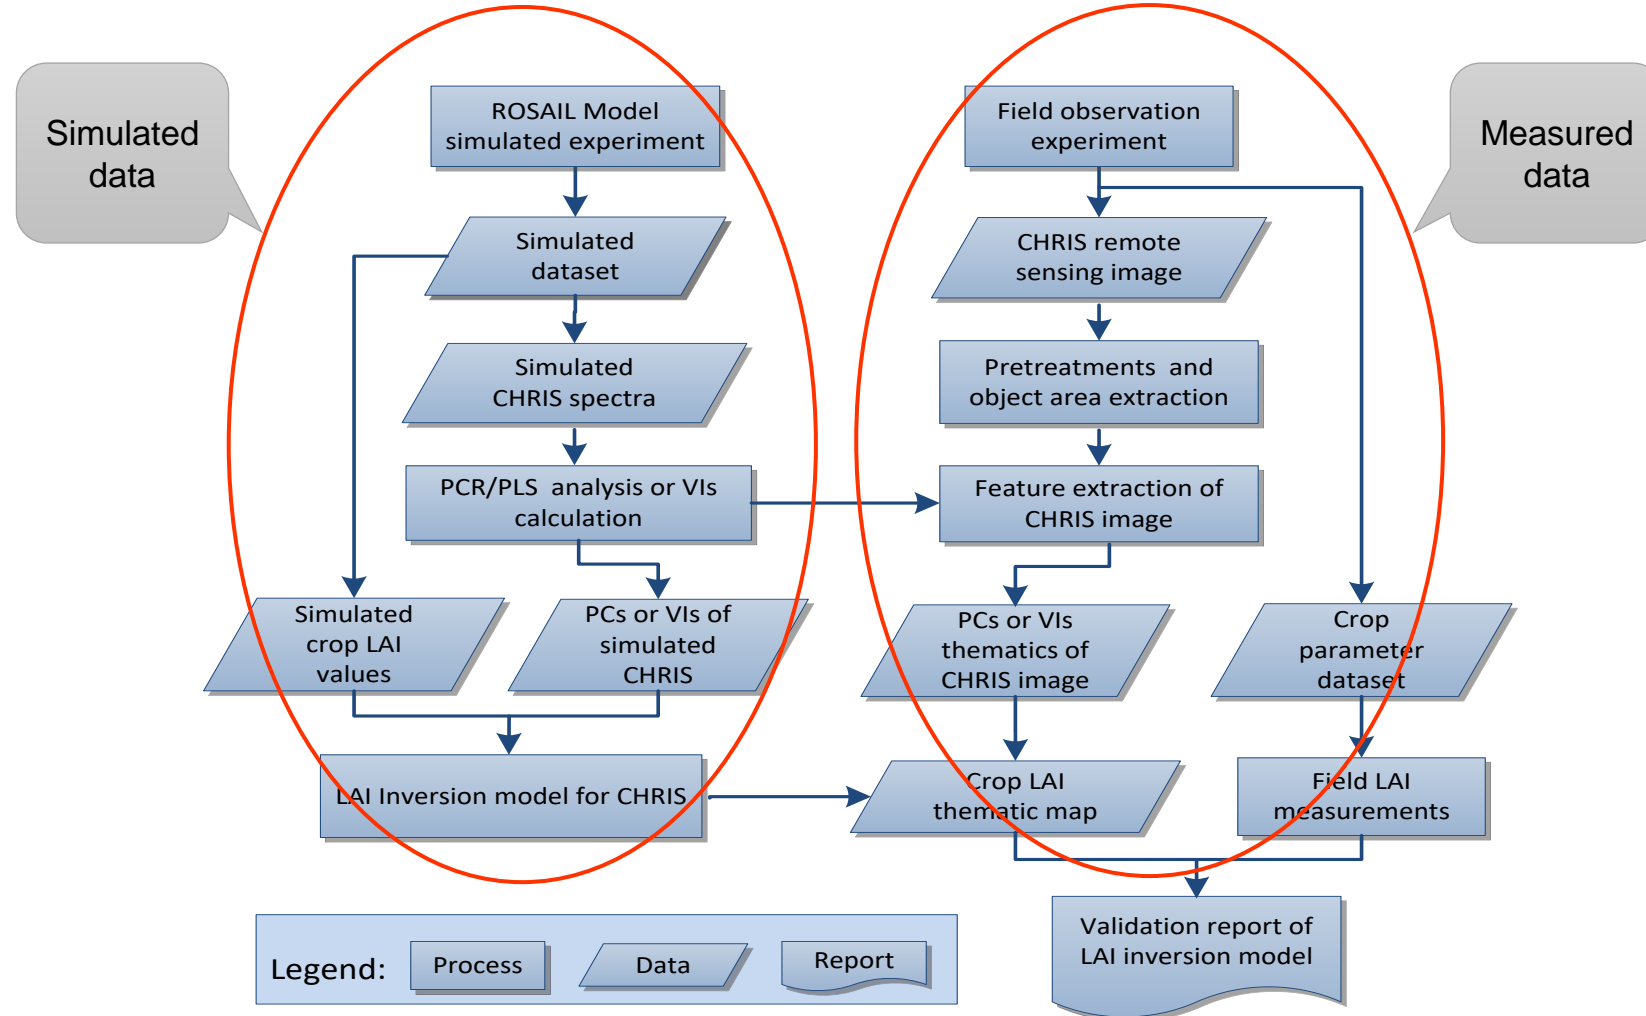 Simulated
data
ROSAIL Model
simulated experiment
Simulated
dataset
Simulated
CHRIS spectra
PCR/PLS analysis or VIs
calculation
Simulated
crop LAI
values
PCs or VIs of
simulated
CHRIS
LAI Inversion model for CHRIS
Measured
data
Field observation
experiment
CHRIS remote
sensing image
Pretreatments and
object area extraction
Feature extraction of
CHRIS image
PCs or VIs
thematics of
CHRIS image
Crop
parameter
dataset
Crop LAI
thematic map
Field LAI
measurements
Validation report of
LAI inversion model
Legend:
Process
Data
Report